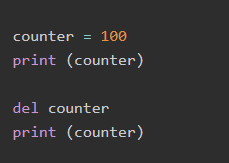 counter = 100
print (counter)
del counter
print (counter)